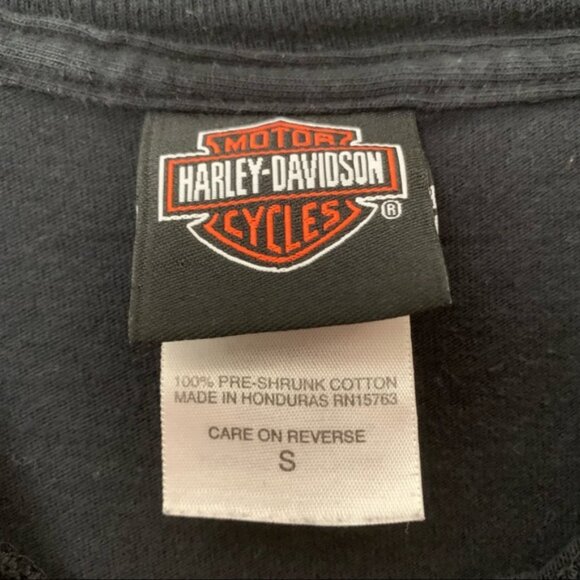 MOTOR
HARLEY-DAVIDSON
CYCLES
®
100% PRE-SHRUNK COTTON
MADE IN HONDURAS RN15763
CARE ON REVERSE
S